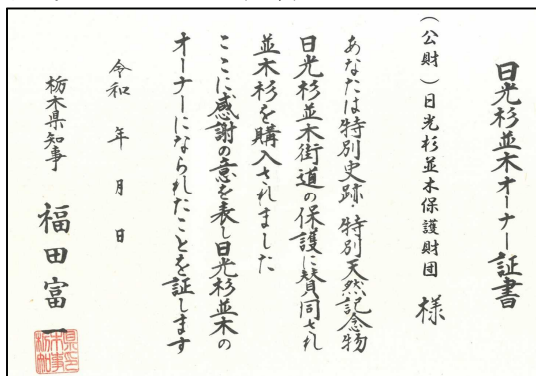 日光杉並木オーナー証書
(公財)日光杉並木保護財団 様
あなたは特別史跡・特別天然記念物
日光杉並木街道の保護に賛同され
並木杉を購入されました
ここに感謝の意を表し日光杉並木の
オーナーになられたことを証します
令和 年 月 日
栃木県知事 福田富一